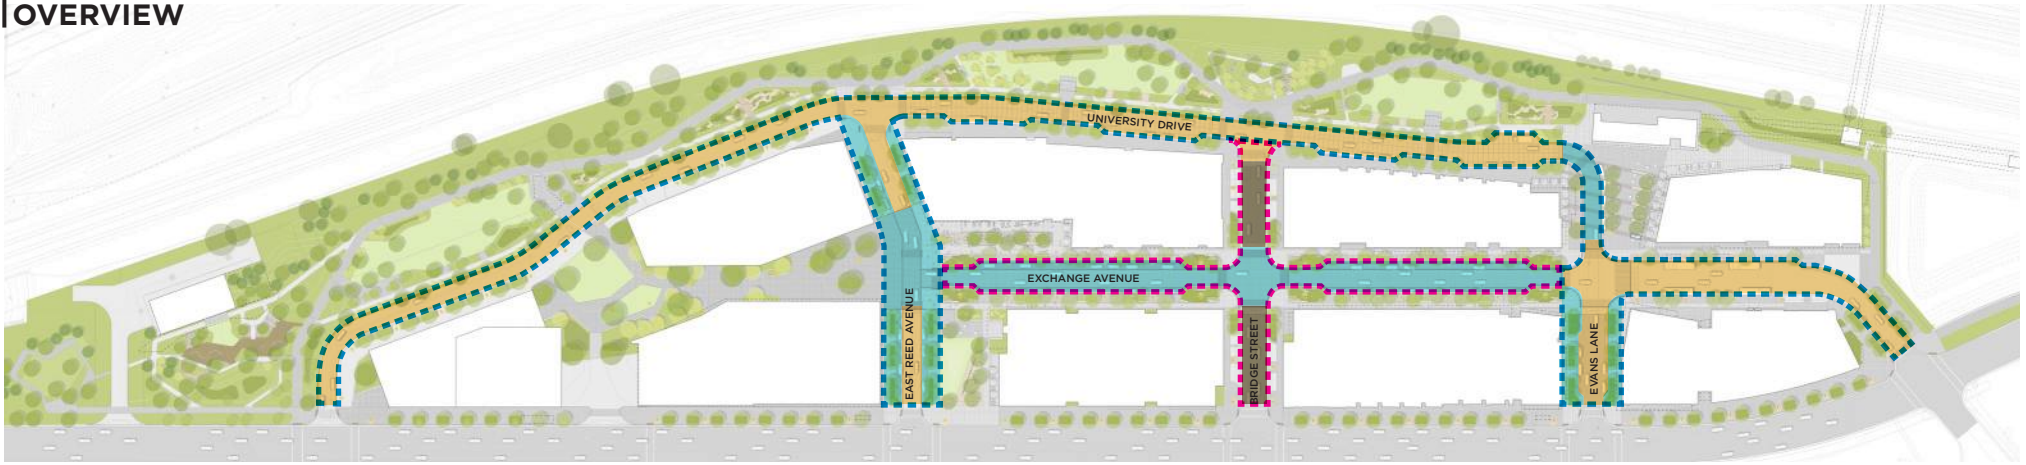 OVERVIEW
UNIVERSITY DRIVE
EXCHANGE AVENUE
EAST REED AVENUE
BRIDGE STREET
EVANS LANE